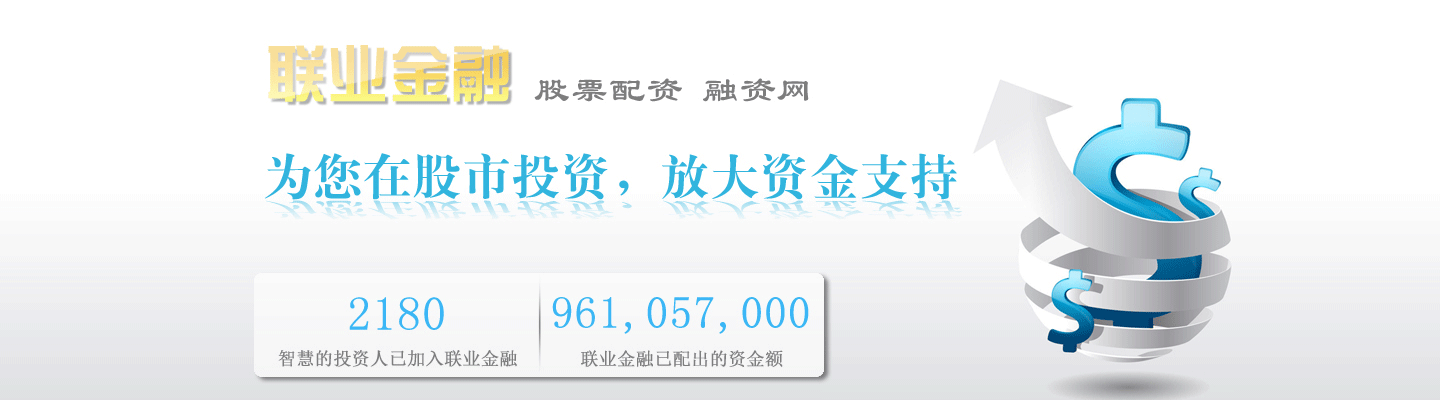 联业金融 股票配资 融资网
为您在股市投资，放大资金支持
2180 961,057,000
智慧的投资人已加入联业金融 联业金融已配出的资金额